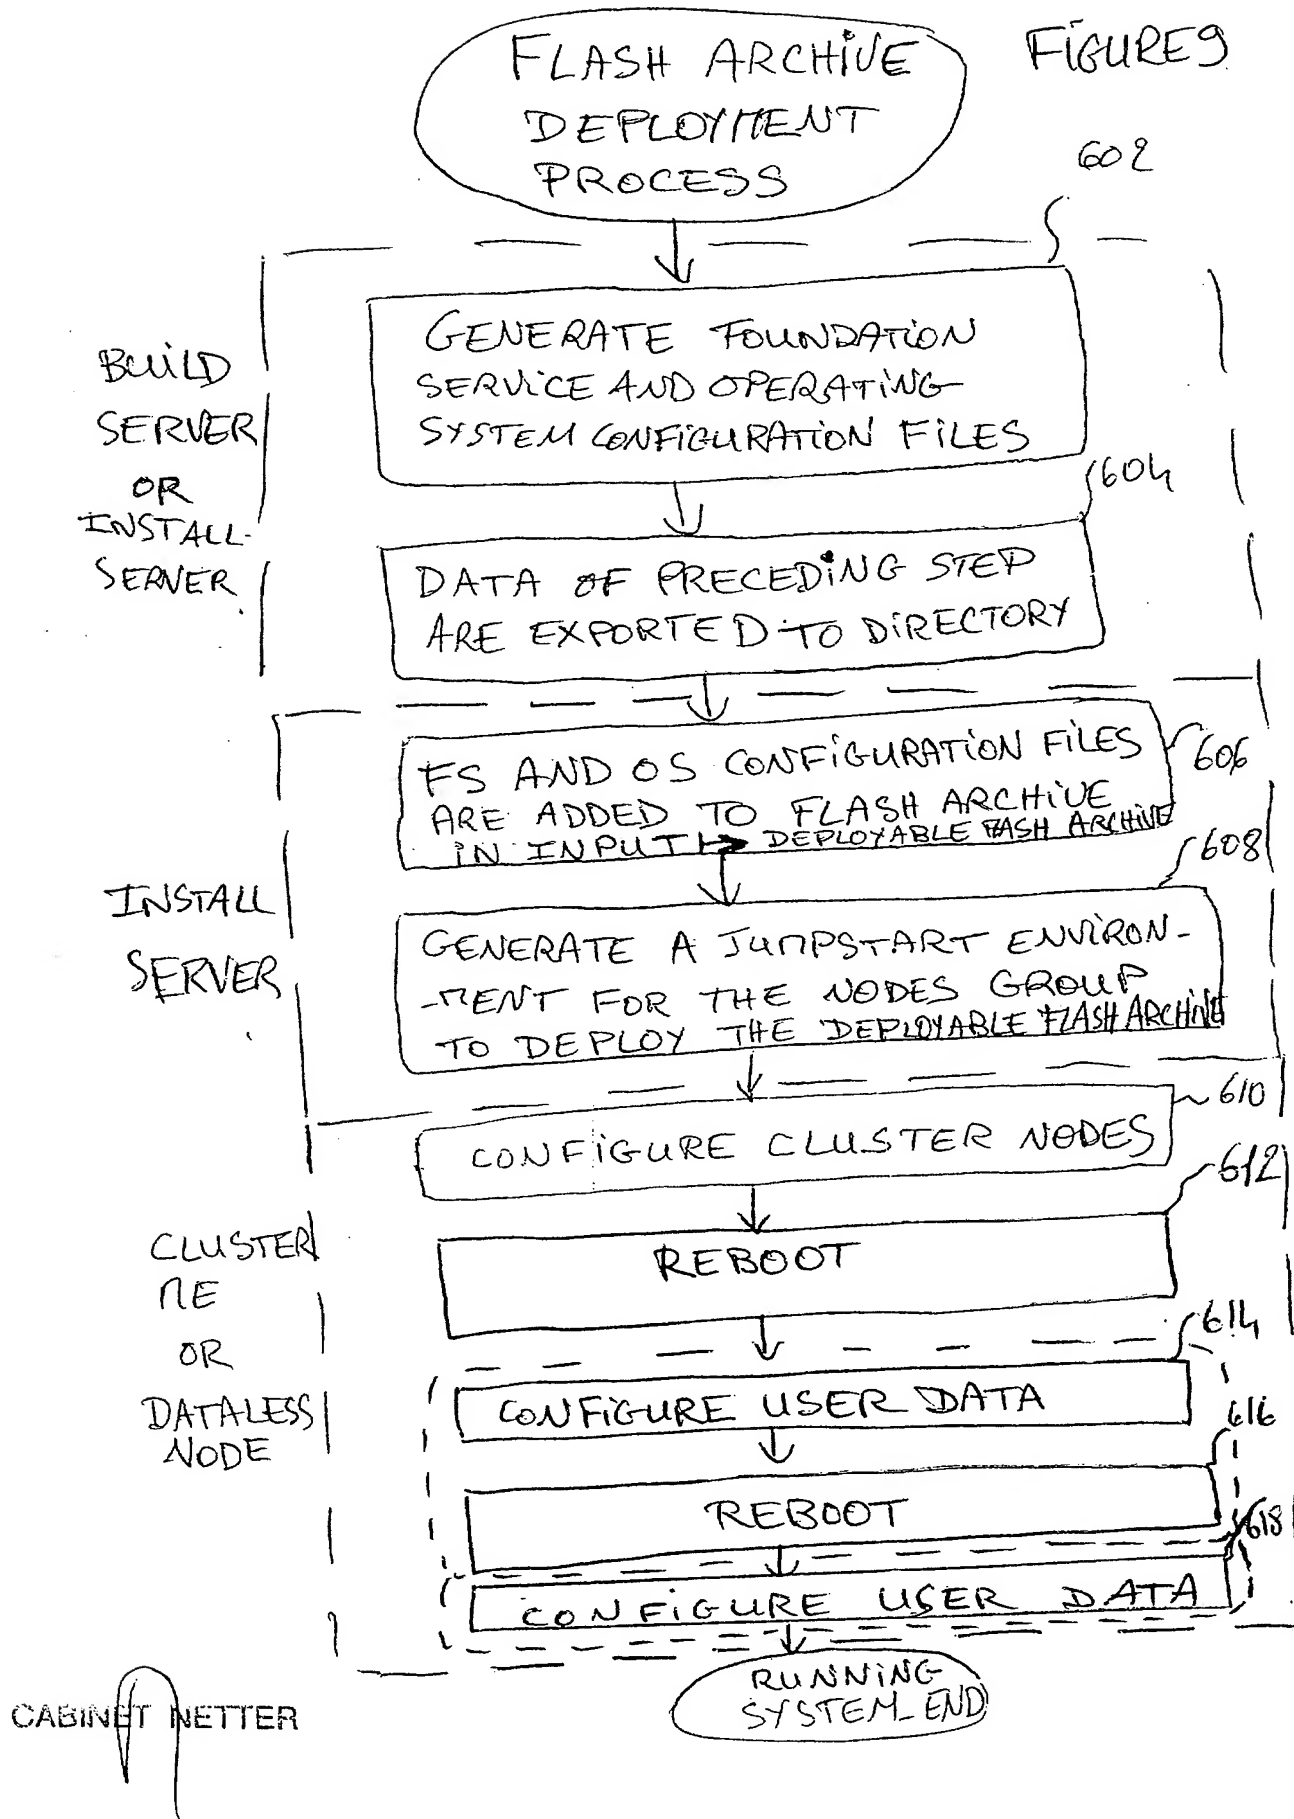 FLASH ARCHIVE
DEPLOYMENT
PROCESS
FIGURE 9
602
BUILD
SERVER
OR
INSTALL
SERVER
GENERATE FOUNDATION
SERVICE AND OPERATING
SYSTEM CONFIGURATION FILES
604
DATA OF PRECEDING STEP
ARE EXPORTED TO DIRECTORY
INSTALL
SERVER
606
FS AND OS CONFIGURATION FILES
ARE ADDED TO FLASH ARCHIVE
IN INPUT → DEPLOYABLE FLASH ARCHIVE
608
GENERATE A JUMPSTART ENVIRON-
-MENT FOR THE NODES GROUP
TO DEPLOY THE DEPLOYABLE FLASH ARCHIVE
610
CONFIGURE CLUSTER NODES
612
REBOOT
CLUSTER
ME
OR
DATALESS
NODE
614
CONFIGURE USER DATA
616
REBOOT
618
CONFIGURE USER DATA
RUNNING
SYSTEM_END
CABINET NETTER